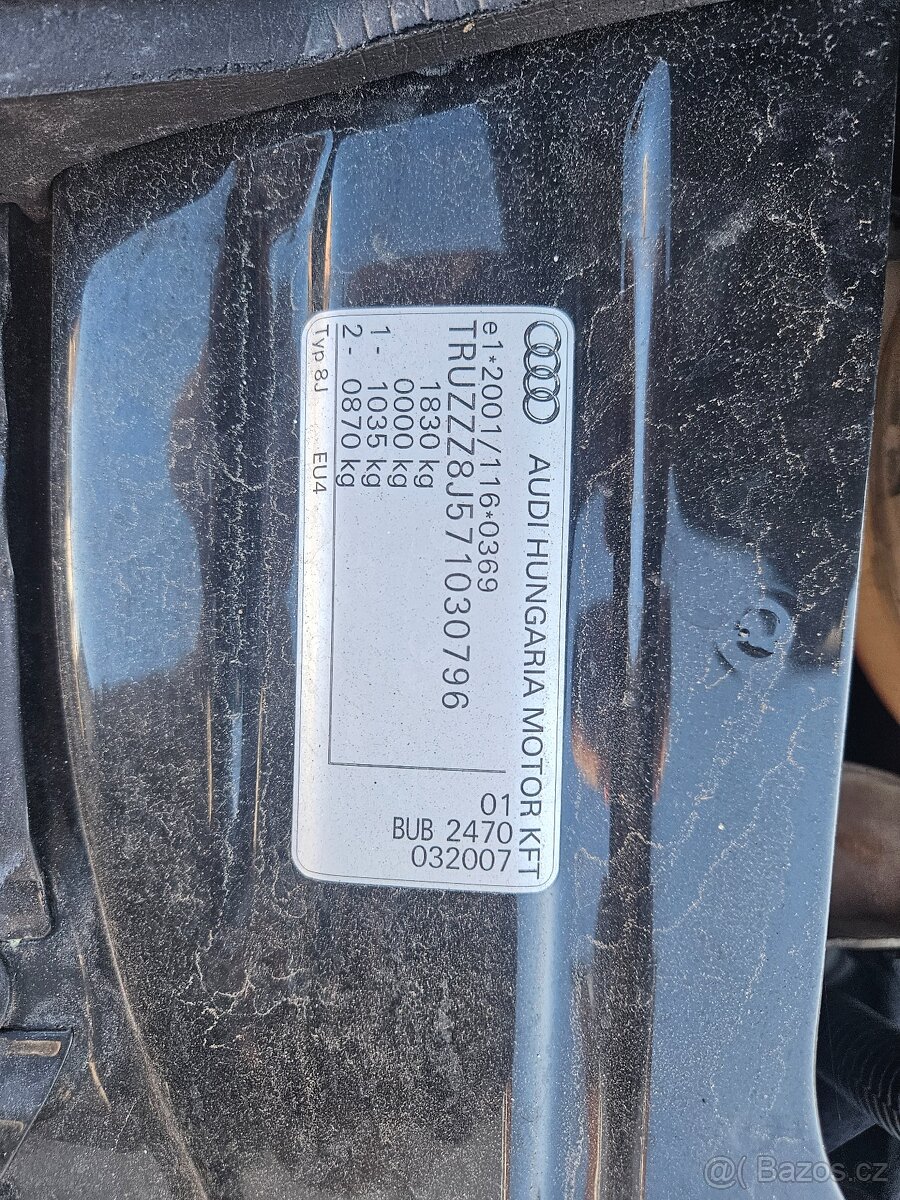 AUDI HUNGARIA MOTOR KFT
e1*2001/116*0369
TRUZZZ8J571030796
01
BUB 2470
032007
1830 kg
0000 kg
1 - 1035 kg
2 - 0870 kg
Typ 8J EU4
@( Bazos.cz